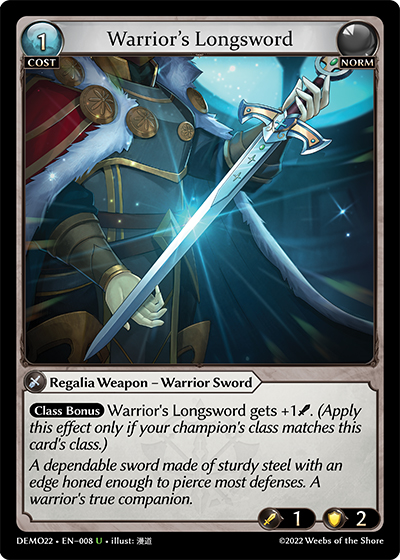 1
COST
Warrior's Longsword
NORM
Regalia Weapon – Warrior Sword
Class Bonus Warrior's Longsword gets +1. (Apply
this effect only if your champion's class matches this
card's class.)
A dependable sword made of sturdy steel with an
edge honed enough to pierce most defenses. A
warrior's true companion.
1
2
DEMO22 • EN-008 U • illust: 漫道
©2022 Weebs of the Shore